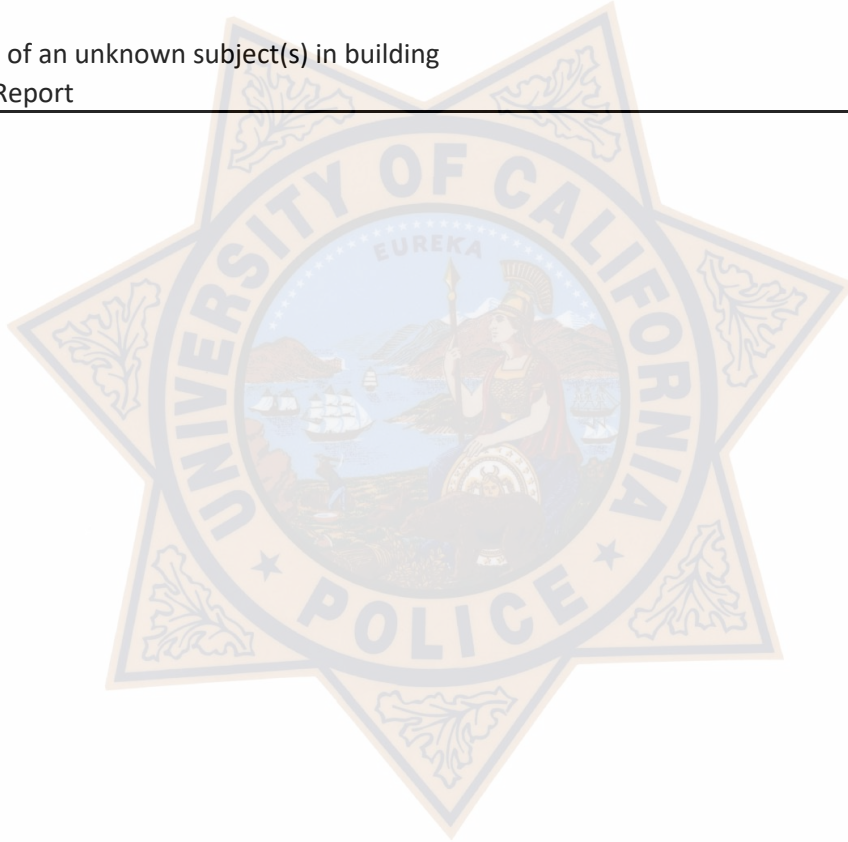 of an unknown subject(s) in building
Report
UNIVERSITY OF CALIFORNIA
EUREKA
POLICE